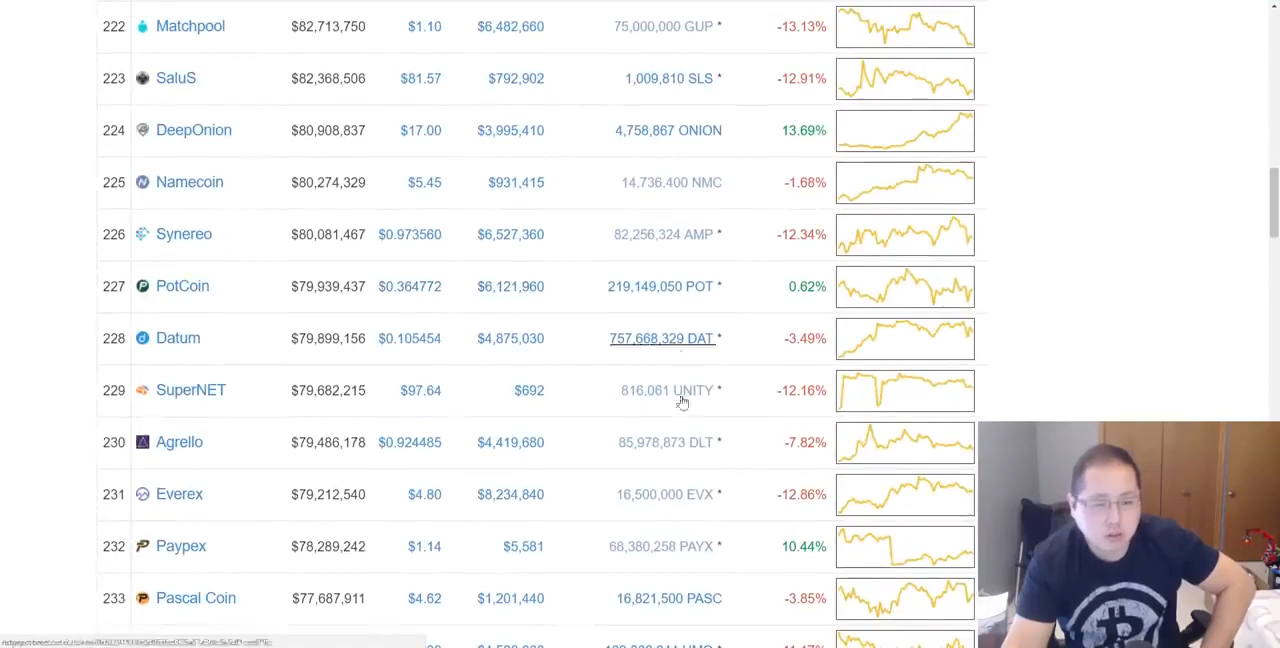 222 Matchpool $82,713,750 $1.10 $6,482,660 75,000,000 GUP * -13.13%
223 SaluS $82,368,506 $81.57 $792,902 1,009,810 SLS * -12.91%
224 DeepOnion $80,908,837 $17.00 $3,995,410 4,758,867 ONION 13.69%
225 Namecoin $80,274,329 $5.45 $931,415 14,736,400 NMC -1.68%
226 Synereo $80,081,467 $0.973560 $6,527,360 82,256,324 AMP * -12.34%
227 PotCoin $79,939,437 $0.364772 $6,121,960 219,149,050 POT * 0.62%
228 Datum $79,899,156 $0.105454 $4,875,030 757,668,329 DAT * -3.49%
229 SuperNET $79,682,215 $97.64 $692 816,061 UNITY * -12.16%
230 Agrello $79,486,178 $0.924485 $4,419,680 85,978,873 DLT * -7.82%
231 Everex $79,212,540 $4.80 $8,234,840 16,500,000 EVX * -12.86%
232 Paypex $78,289,242 $1.14 $5,581 68,380,258 PAYX * 10.44%
233 Pascal Coin $77,687,911 $4.62 $1,201,440 16,821,500 PASC -3.85%